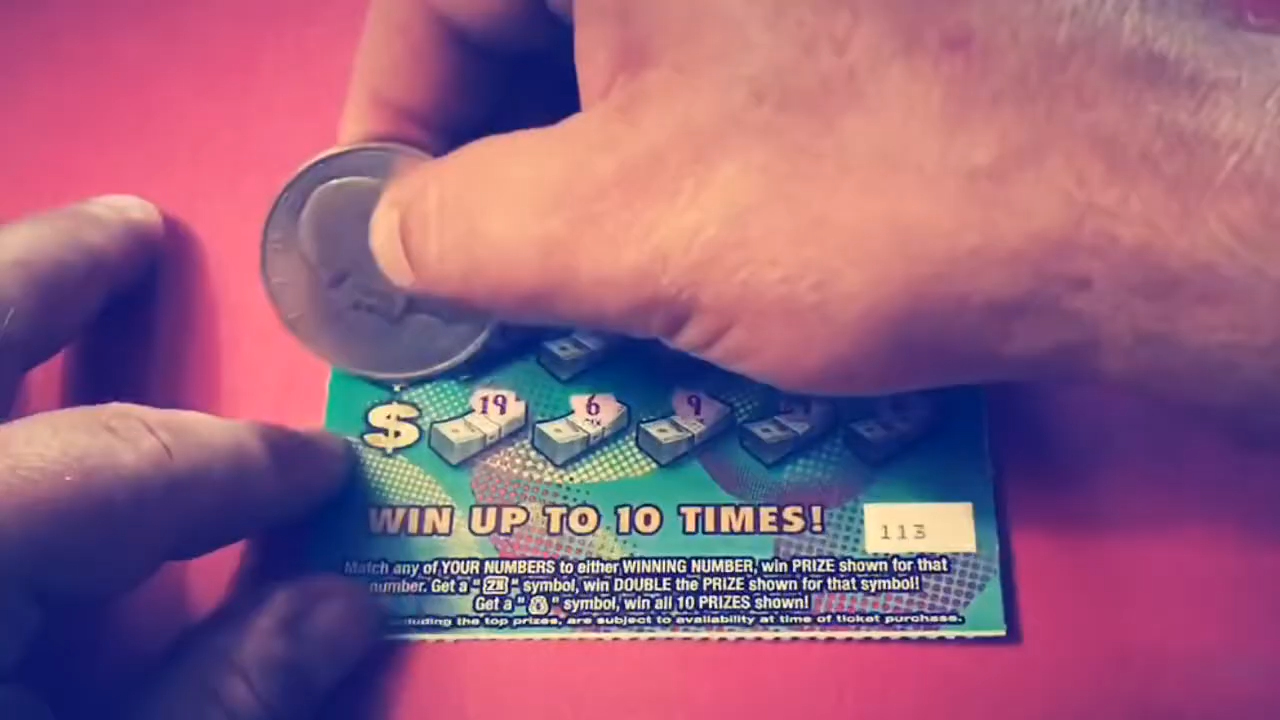 $ 19 6 9
WIN UP TO 10 TIMES!
113
Match any of YOUR NUMBERS to either WINNING NUMBER, win PRIZE shown for that
number. Get a "2X" symbol, win DOUBLE the PRIZE shown for that symbol!
Get a " " symbol, win all 10 PRIZES shown!
the top prizes, are subject to availability at time of ticket purchase.